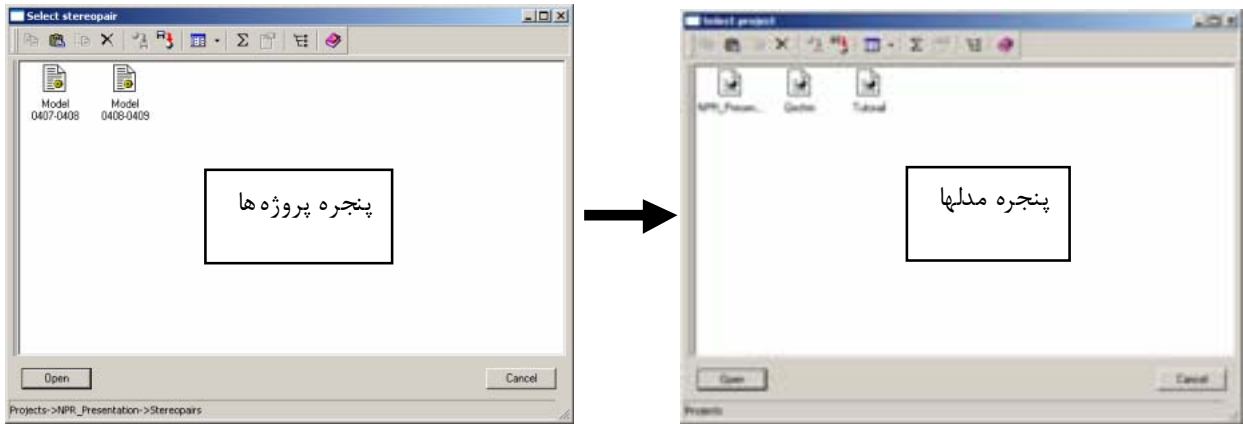 Select stereopair
Model
0407-0408
Model
0408-0409
پنجره پروژه ها
Open
Cancel
Projects->NPR_Presentation->Stereopairs
Select project
NPR_Presen...
Tutorial
پنجره مدلها
Open
Cancel
Projects